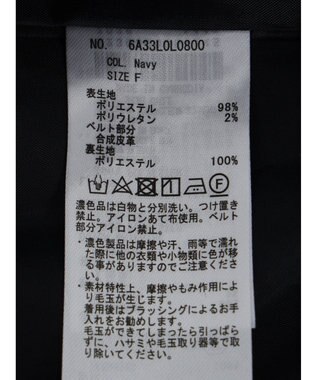 NO. 6A33L0L0800
COL. Navy
SIZE F
表生地
ポリエステル 98%
ポリウレタン 2%
ベルト部分
合成皮革
裏生地
ポリエステル 100%
濃色品は白物と分別洗い。つけ置き
禁止。アイロンあて布使用。ベルト
部分アイロン禁止。
・濃色製品は摩擦や汗、雨等で濡れ
た際に他の衣類や小物類に色が移
る事がありますのでご注意くださ
い。
・素材特性上、摩擦やもみ作用によ
り毛玉が生じます。
着用後はブラッシングによるお手
入れをお勧めします。
毛玉ができてしまったら引っぱら
ずに、ハサミや毛玉取り器等で取
り除いてください。